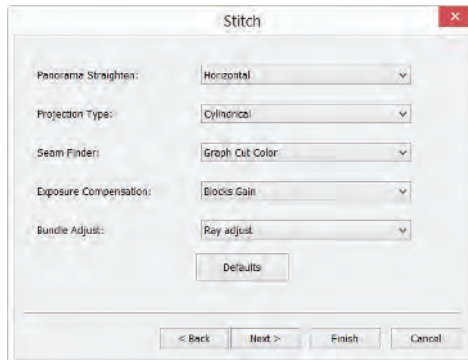 Stitch
Panorama Straighten: Horizontal
Projection Type: Cylindrical
Seam Finder: Graph Cut Color
Exposure Compensation: Blocks Gain
Bundle Adjust: Ray adjust
Defaults
< Back Next > Finish Cancel